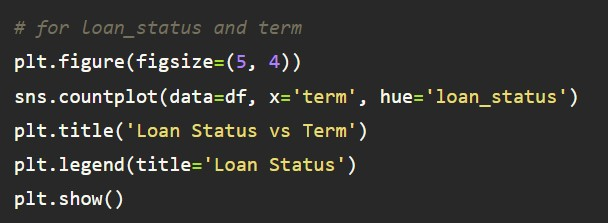 # for loan_status and term
plt.figure(figsize=(5, 4))
sns.countplot(data=df, x='term', hue='loan_status')
plt.title('Loan Status vs Term')
plt.legend(title='Loan Status')
plt.show()